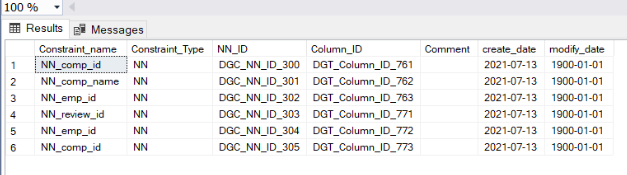 100 %
Results Messages
Constraint_name Constraint_Type NN_ID Column_ID Comment create_date modify_date
1 NN_comp_id NN DGC_NN_ID_300 DGT_Column_ID_761 2021-07-13 1900-01-01
2 NN_comp_name NN DGC_NN_ID_301 DGT_Column_ID_762 2021-07-13 1900-01-01
3 NN_emp_id NN DGC_NN_ID_302 DGT_Column_ID_763 2021-07-13 1900-01-01
4 NN_review_id NN DGC_NN_ID_303 DGT_Column_ID_771 2021-07-13 1900-01-01
5 NN_emp_id NN DGC_NN_ID_304 DGT_Column_ID_772 2021-07-13 1900-01-01
6 NN_comp_id NN DGC_NN_ID_305 DGT_Column_ID_773 2021-07-13 1900-01-01